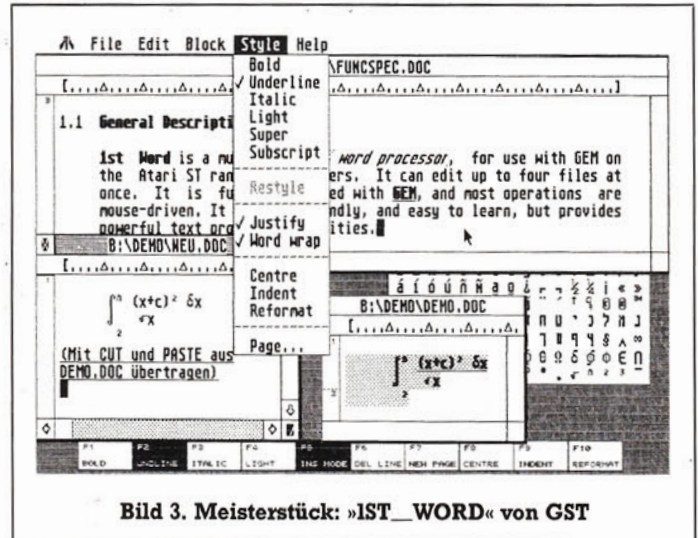 File Edit Block Style Help
\FUNCSPEC.DOC
Bold
Underline
Italic
Light
Super
Subscript
Restyle
Justify
Word wrap
Centre
Indent
Reformat
Page...
1.1 General Descripti
1st Word is a mu word processor, for use with GEM on
the Atari ST ran ers. It can edit up to four files at
once. It is fu ed with GEM, and most operations are
mouse-driven. It ndly, and easy to learn, but provides
powerful text pro ities.
B:\DEMO\NEU.DOC
(x+c)² δx
√x
2
(Mit CUT und PASTE aus
DEMO.DOC übertragen)
B:\DEMO\DEMO.DOC
(x+c)² δx
√x
2
á í ó ú ñ Ñ
F1 F2 F3 F4 F5 F6 F7 F8 F9 F10
BOLD UNDLINE ITALIC LIGHT INS MODE DEL LINE NEW PAGE CENTRE INDENT REFORMAT
Bild 3. Meisterstück: »1ST__WORD« von GST